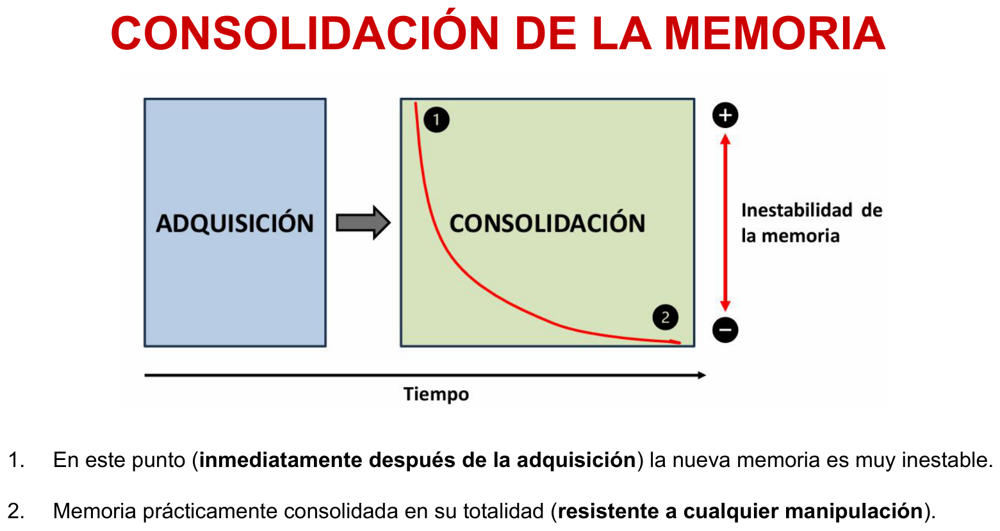 CONSOLIDACIÓN DE LA MEMORIA
1
+
ADQUISICIÓN
CONSOLIDACIÓN
Inestabilidad de
la memoria
2
−
Tiempo
1. En este punto (inmediatamente después de la adquisición) la nueva memoria es muy inestable.
2. Memoria prácticamente consolidada en su totalidad (resistente a cualquier manipulación).